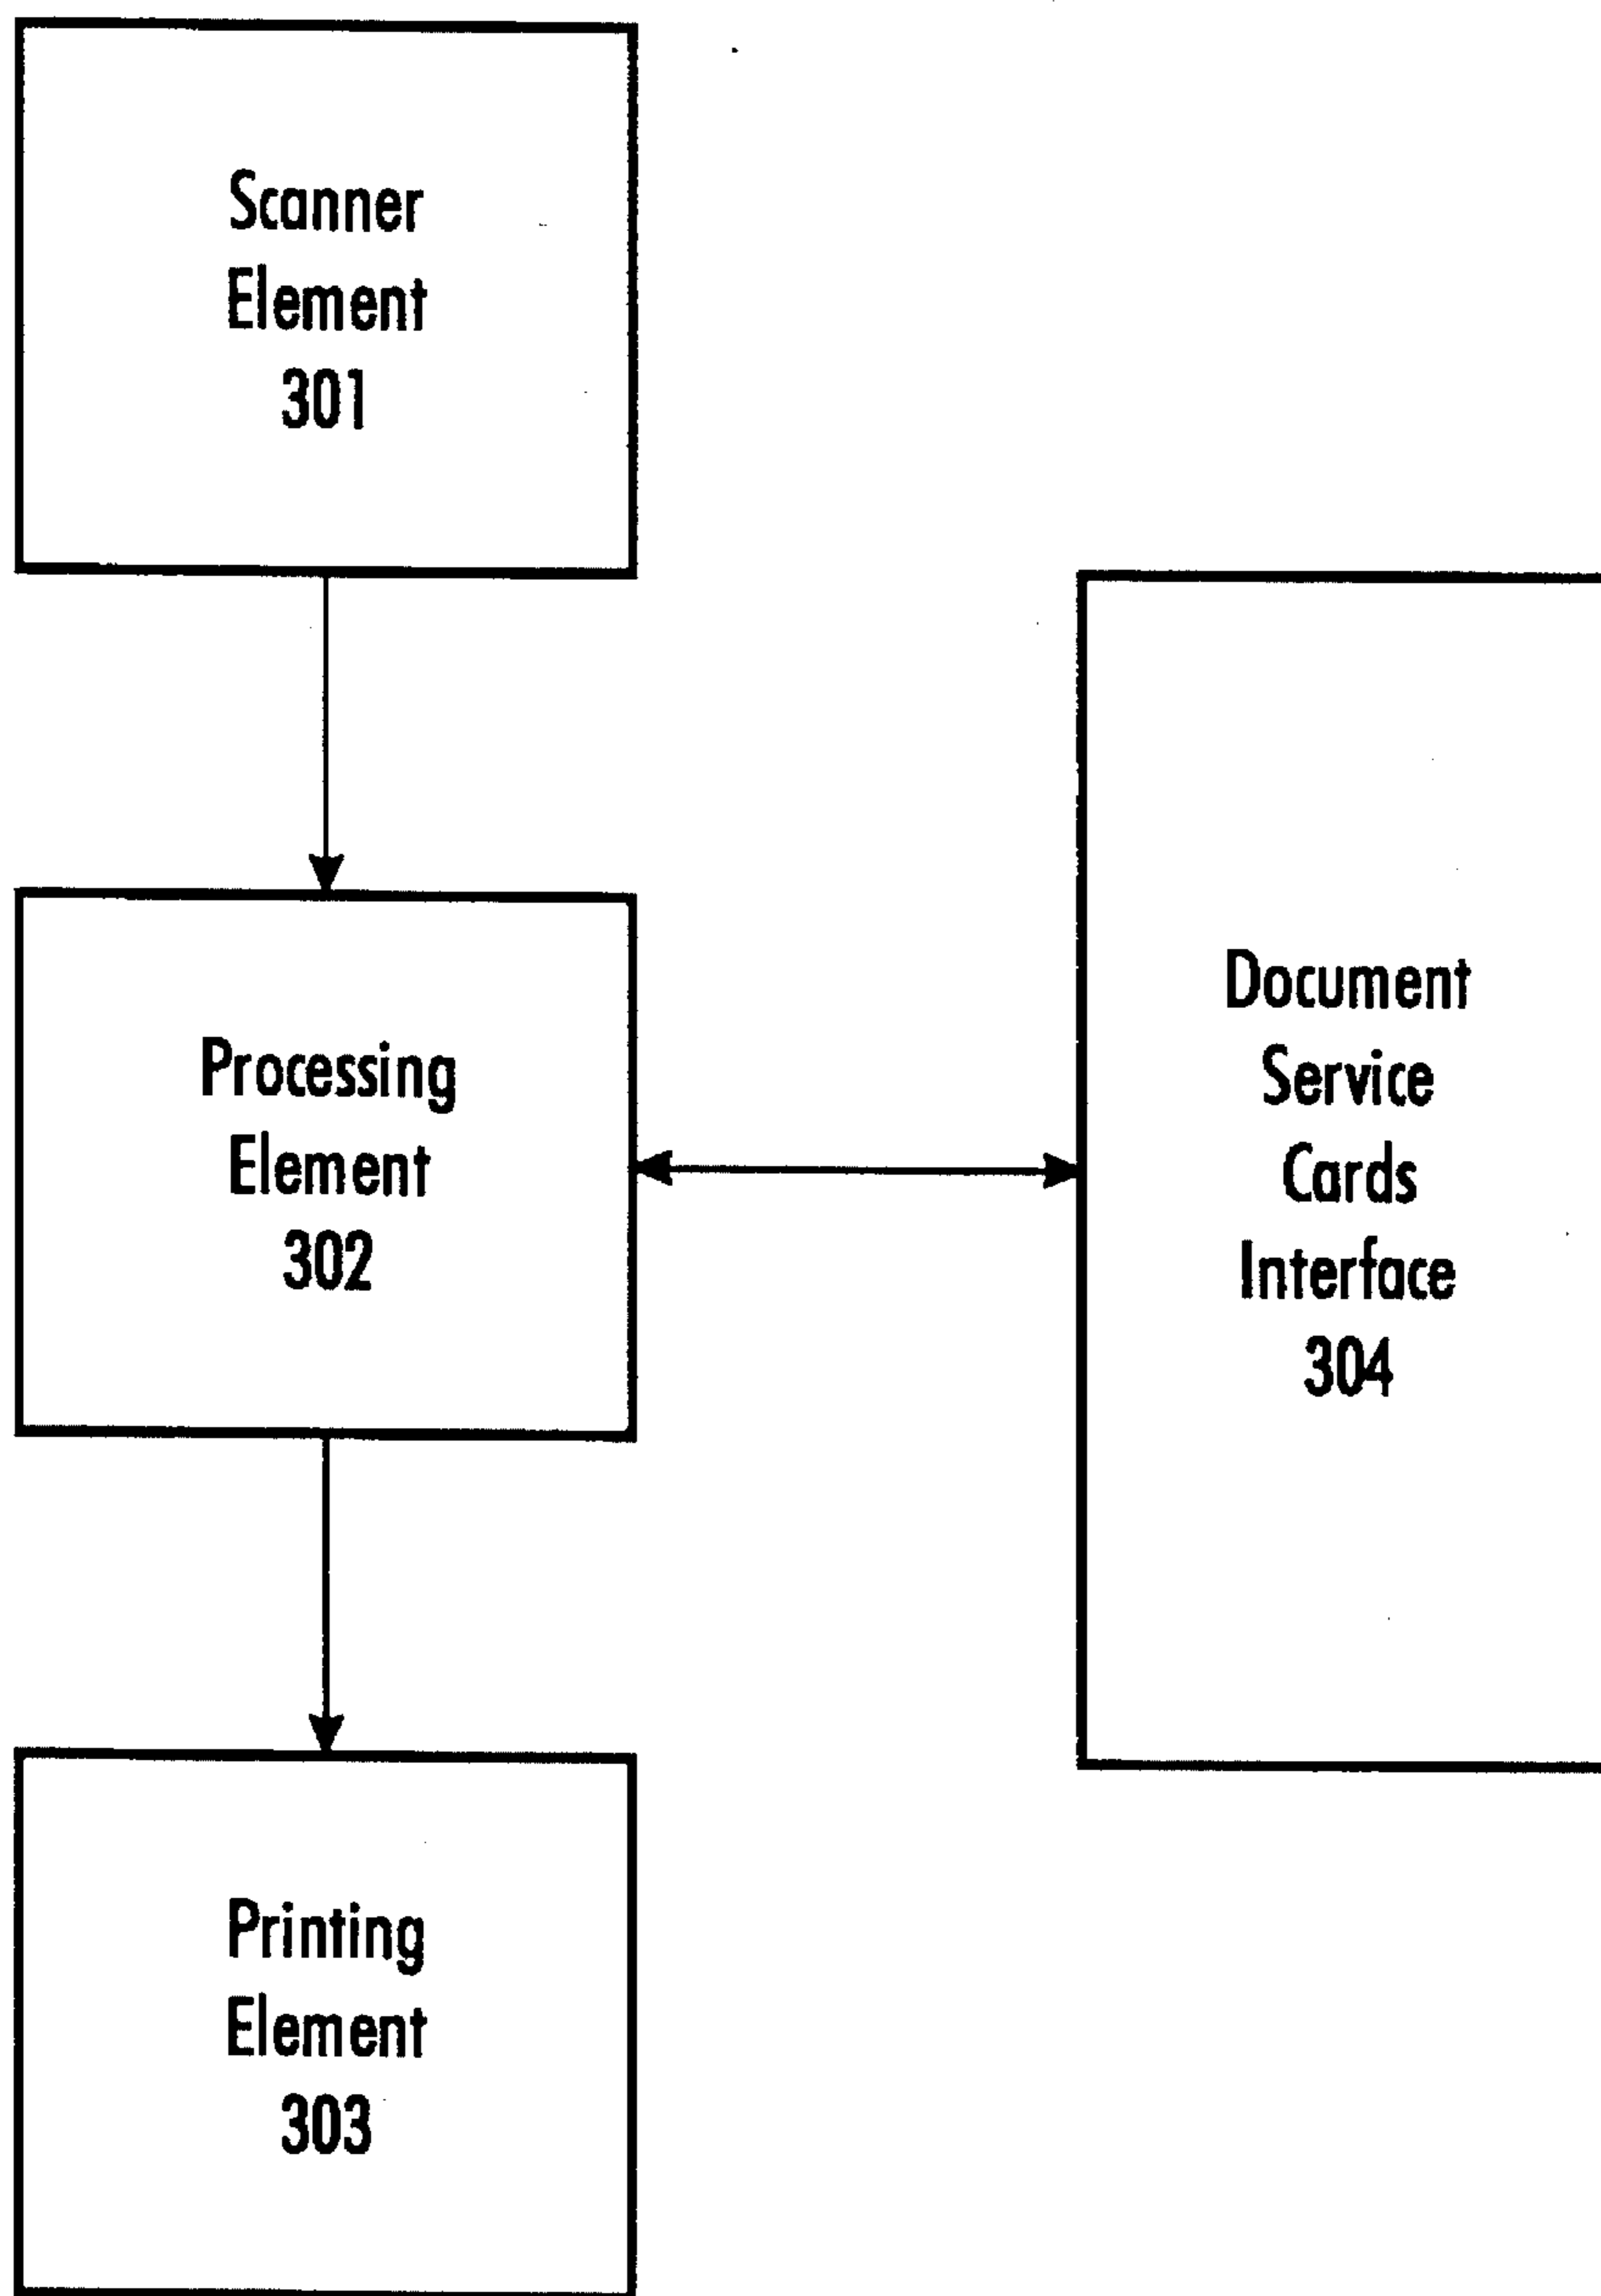 Scanner
Element
301
Processing
Element
302
Document
Service
Cards
Interface
304
Printing
Element
303